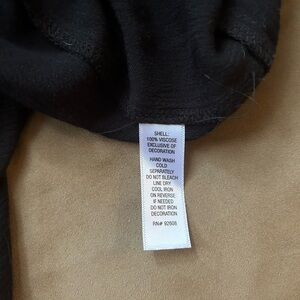 SHELL:
100% VISCOSE
EXCLUSIVE OF
DECORATION
HAND WASH
COLD
SEPARATELY
DO NOT BLEACH
LINE DRY
COOL IRON
ON REVERSE
IF NEEDED
DO NOT IRON
DECORATION
RN# 92608